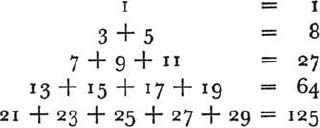 1 = 1
3 + 5 = 8
7 + 9 + 11 = 27
13 + 15 + 17 + 19 = 64
21 + 23 + 25 + 27 + 29 = 125